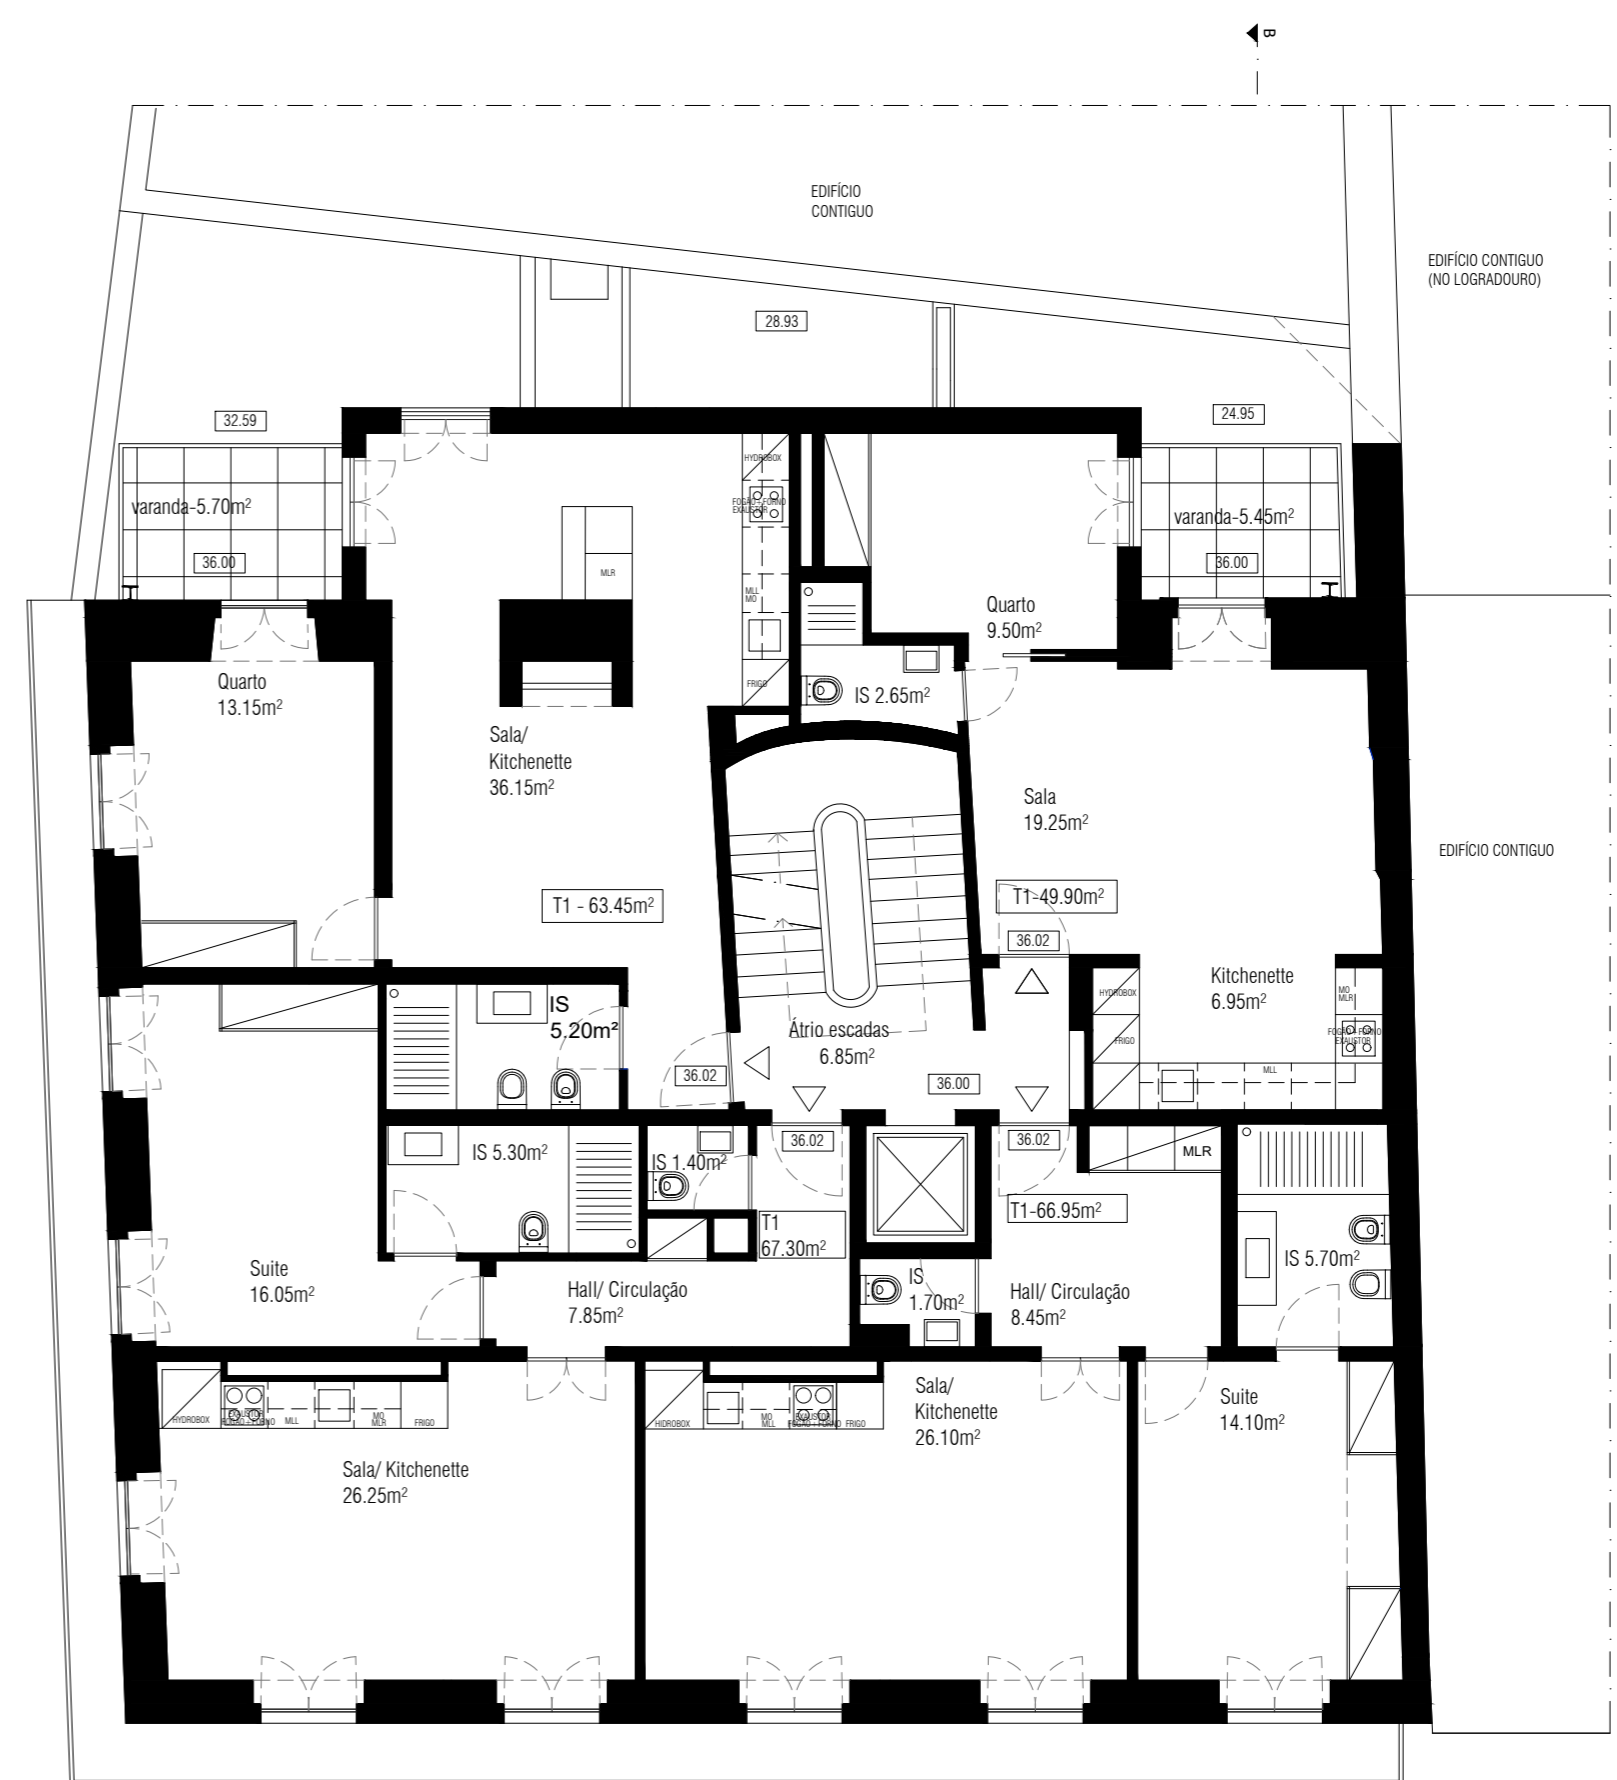 B
EDIFÍCIO
CONTIGUO
EDIFÍCIO CONTIGUO
(NO LOGRADOURO)
28.93
32.59
24.95
HYDROBOX
FOGÃO + FORNO
EXAUSTOR
varanda-5.70m²
varanda-5.45m²
36.00
36.00
MLR
MLL
MO
Quarto
9.50m²
FRIGO
IS 2.65m²
Quarto
13.15m²
Sala/
Kitchenette
36.15m²
Sala
19.25m²
EDIFÍCIO CONTIGUO
T1 - 63.45m²
T1-49.90m²
36.02
Kitchenette
6.95m²
HYDROBOX
MO
MLR
IS
5.20m²
Átrio escadas
6.85m²
FRIGO
FOGÃO + FORNO
EXAUSTOR
36.02
36.00
MLL
36.02
36.02
IS 5.30m²
IS 1.40m²
MLR
T1-66.95m²
T1
67.30m²
IS 5.70m²
Suite
16.05m²
Hall/ Circulação
7.85m²
IS
1.70m²
Hall/ Circulação
8.45m²
Sala/
Kitchenette
26.10m²
Suite
14.10m²
HYDROBOX
EXAUSTOR
FOGÃO + FORNO
MLL
MO
MLR
FRIGO
HIDROBOX
MO
MLL
EXAUSTOR
FOGÃO + FORNO
FRIGO
Sala/ Kitchenette
26.25m²